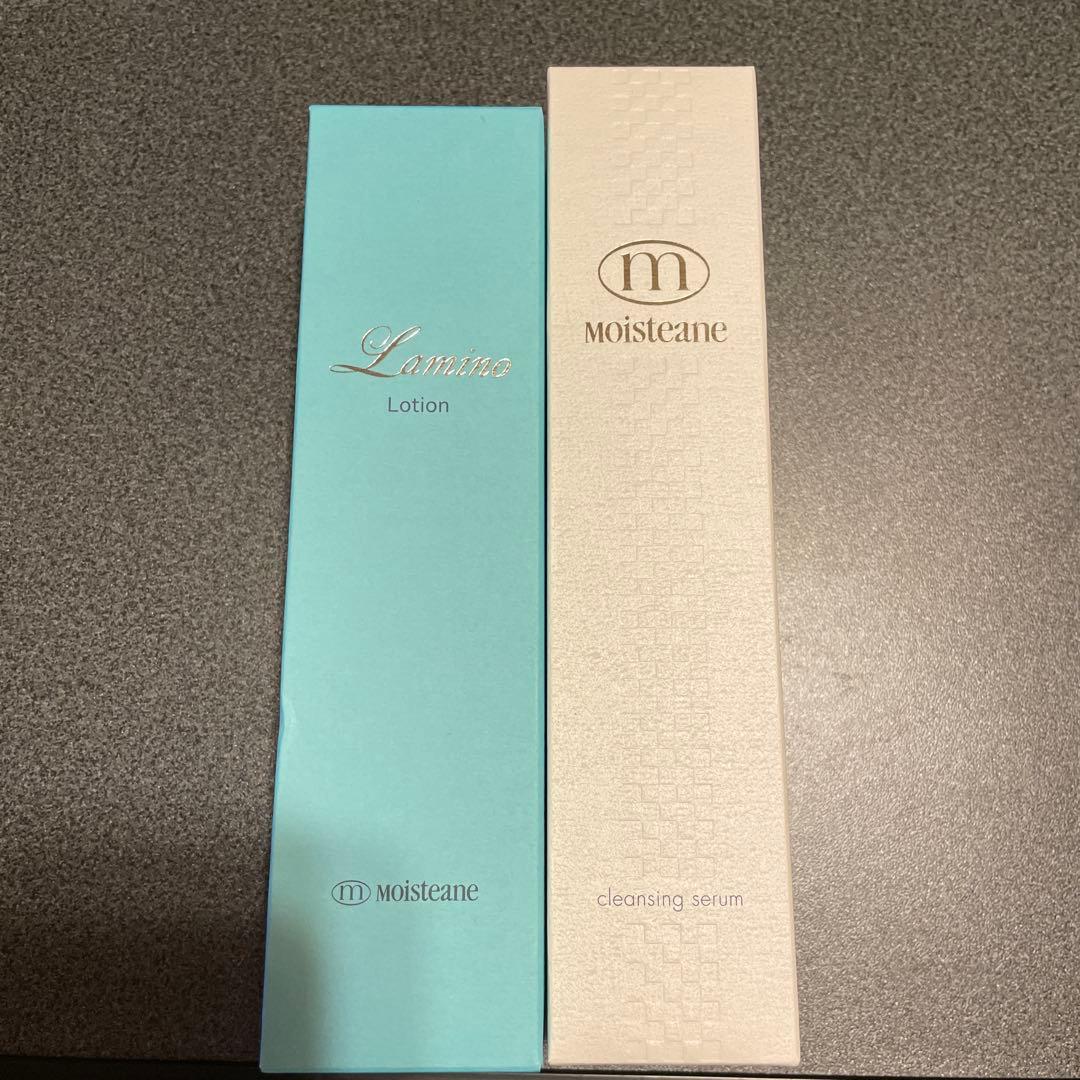 Lamino
Lotion
m Moisteane
m
Moisteane
cleansing serum